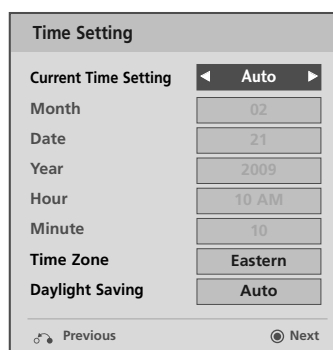 Time Setting
Current Time Setting Auto
Month 02
Date 21
Year 2009
Hour 10 AM
Minute 10
Time Zone Eastern
Daylight Saving Auto
Previous Next